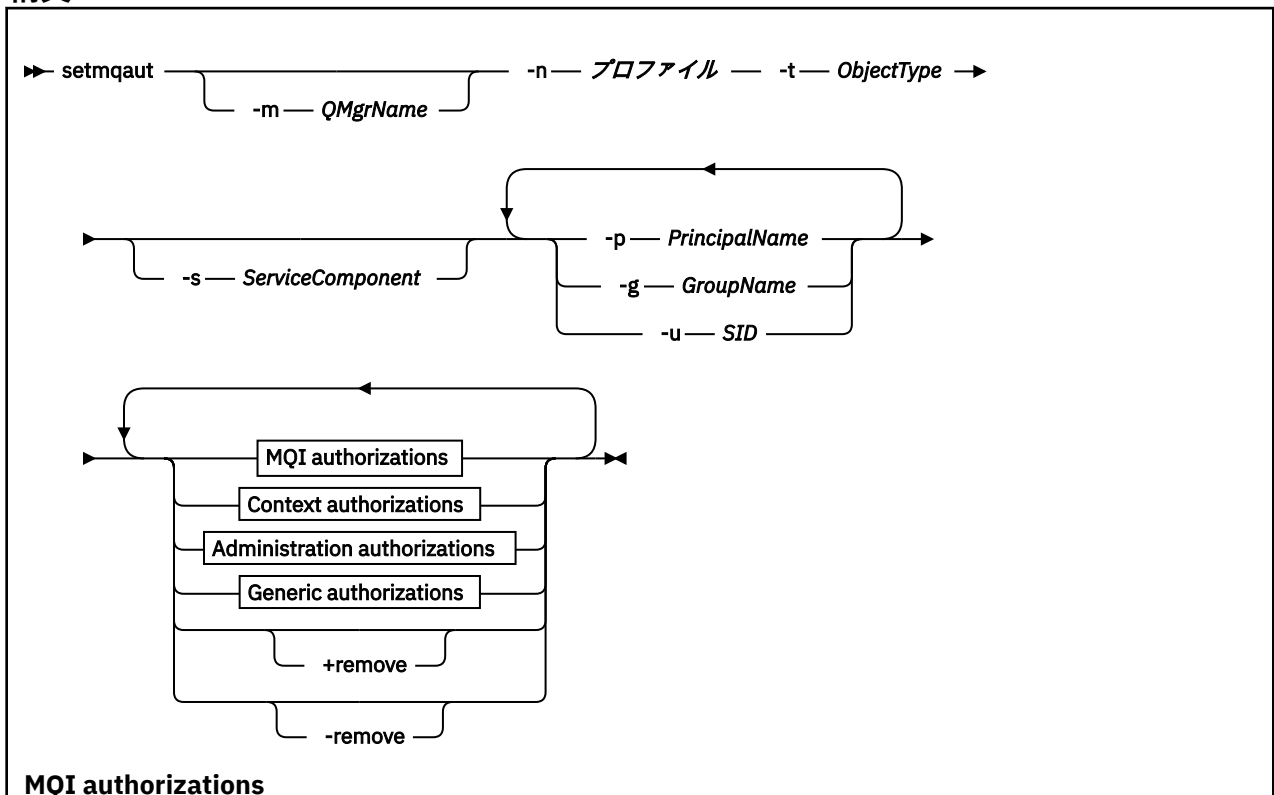 setmqaut -m QMgrName -n プロファイル -t ObjectType
-s ServiceComponent -p PrincipalName
-g GroupName
-u SID
MQI authorizations
Context authorizations
Administration authorizations
Generic authorizations
+remove
-remove
MQI authorizations